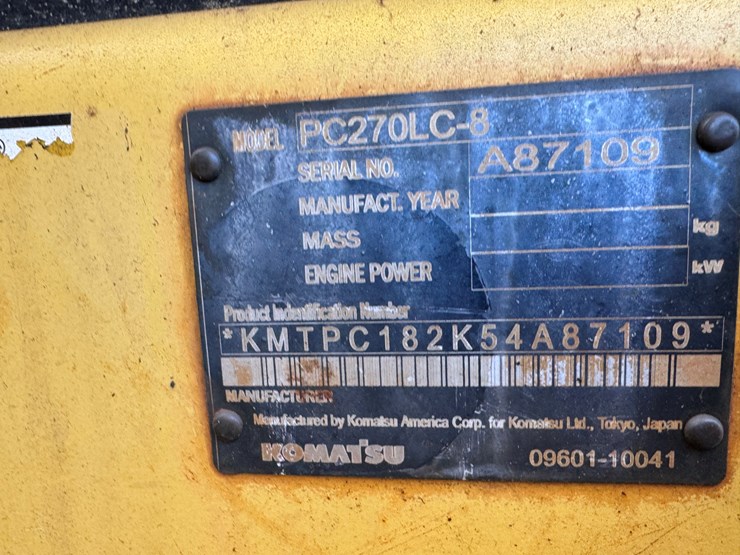 MODEL PC270LC-8
SERIAL NO. A87109
MANUFACT. YEAR
MASS kg
ENGINE POWER kW
Product Indentification Number
*KMTPC182K54A87109*
MANUFACTURER
Manufactured by Komatsu America Corp. for Komatsu Ltd., Tokyo, Japan
KOMATSU 09601-10041